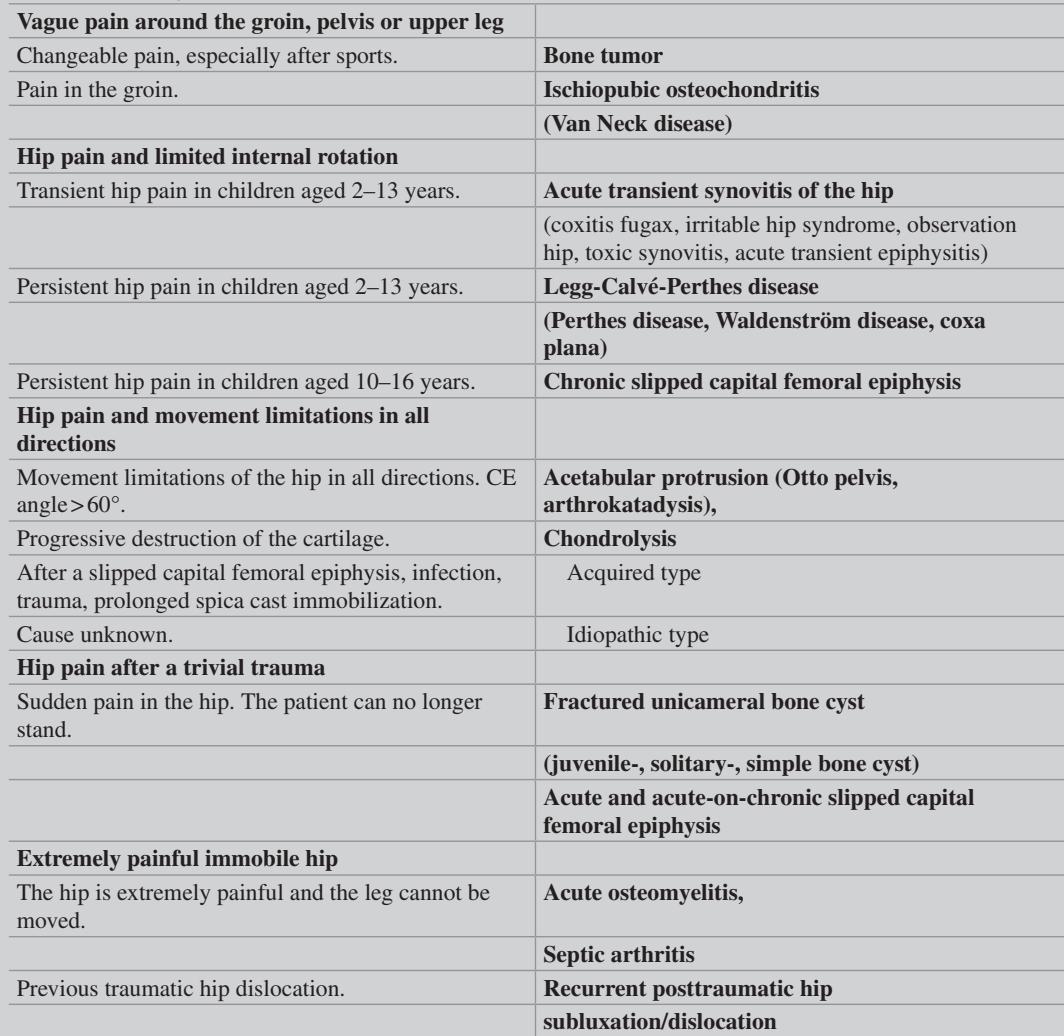 Vague pain around the groin, pelvis or upper leg
Changeable pain, especially after sports.
Bone tumor
Pain in the groin.
Ischiopubic osteochondritis
(Van Neck disease)
Hip pain and limited internal rotation
Transient hip pain in children aged 2–13 years.
Acute transient synovitis of the hip
(coxitis fugax, irritable hip syndrome, observation
hip, toxic synovitis, acute transient epiphysitis)
Persistent hip pain in children aged 2–13 years.
Legg-Calvé-Perthes disease
(Perthes disease, Waldenström disease, coxa
plana)
Persistent hip pain in children aged 10–16 years.
Chronic slipped capital femoral epiphysis
Hip pain and movement limitations in all
directions
Movement limitations of the hip in all directions. CE
angle>60°.
Acetabular protrusion (Otto pelvis,
arthrokatadysis),
Progressive destruction of the cartilage.
Chondrolysis
After a slipped capital femoral epiphysis, infection,
trauma, prolonged spica cast immobilization.
Acquired type
Cause unknown.
Idiopathic type
Hip pain after a trivial trauma
Sudden pain in the hip. The patient can no longer
stand.
Fractured unicameral bone cyst
(juvenile-, solitary-, simple bone cyst)
Acute and acute-on-chronic slipped capital
femoral epiphysis
Extremely painful immobile hip
The hip is extremely painful and the leg cannot be
moved.
Acute osteomyelitis,
Septic arthritis
Previous traumatic hip dislocation.
Recurrent posttraumatic hip
subluxation/dislocation